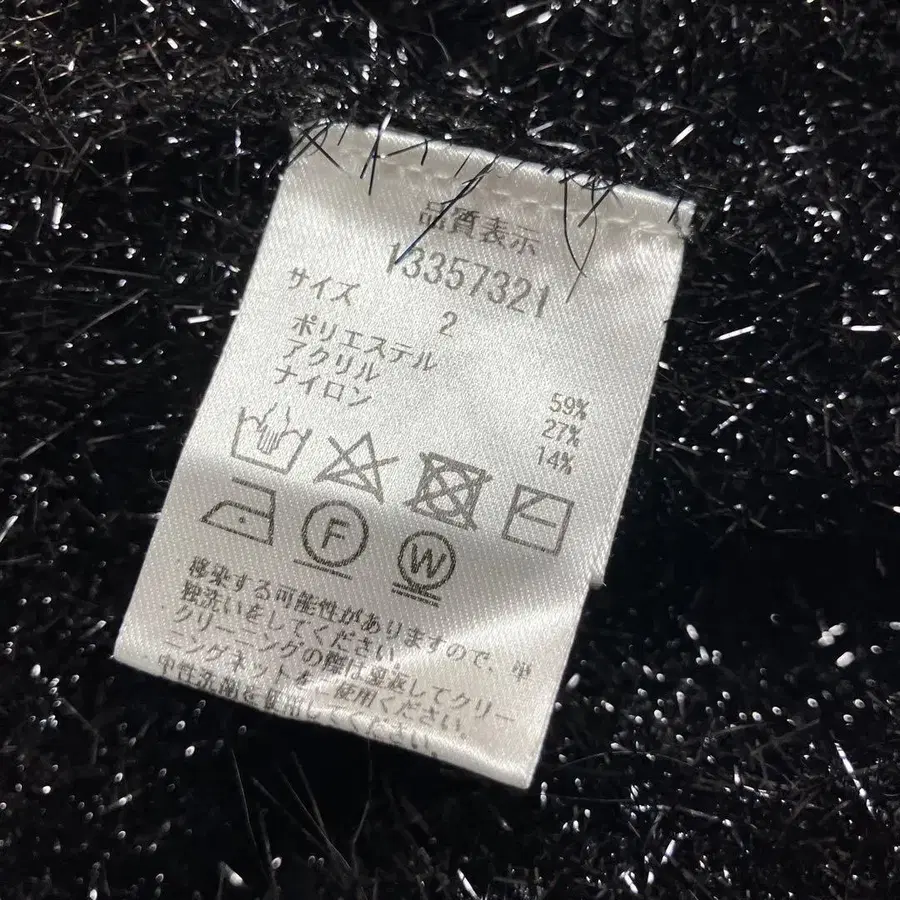 品質表示
13357321
サイズ
2
ポリエステル 59%
アクリル 27%
ナイロン 14%
F
W
移染する可能性がありますので、単
独洗いをしてください
クリーニングの際は裏返してクリー
ニングネットをご使用ください。
中性洗剤を使用してください。